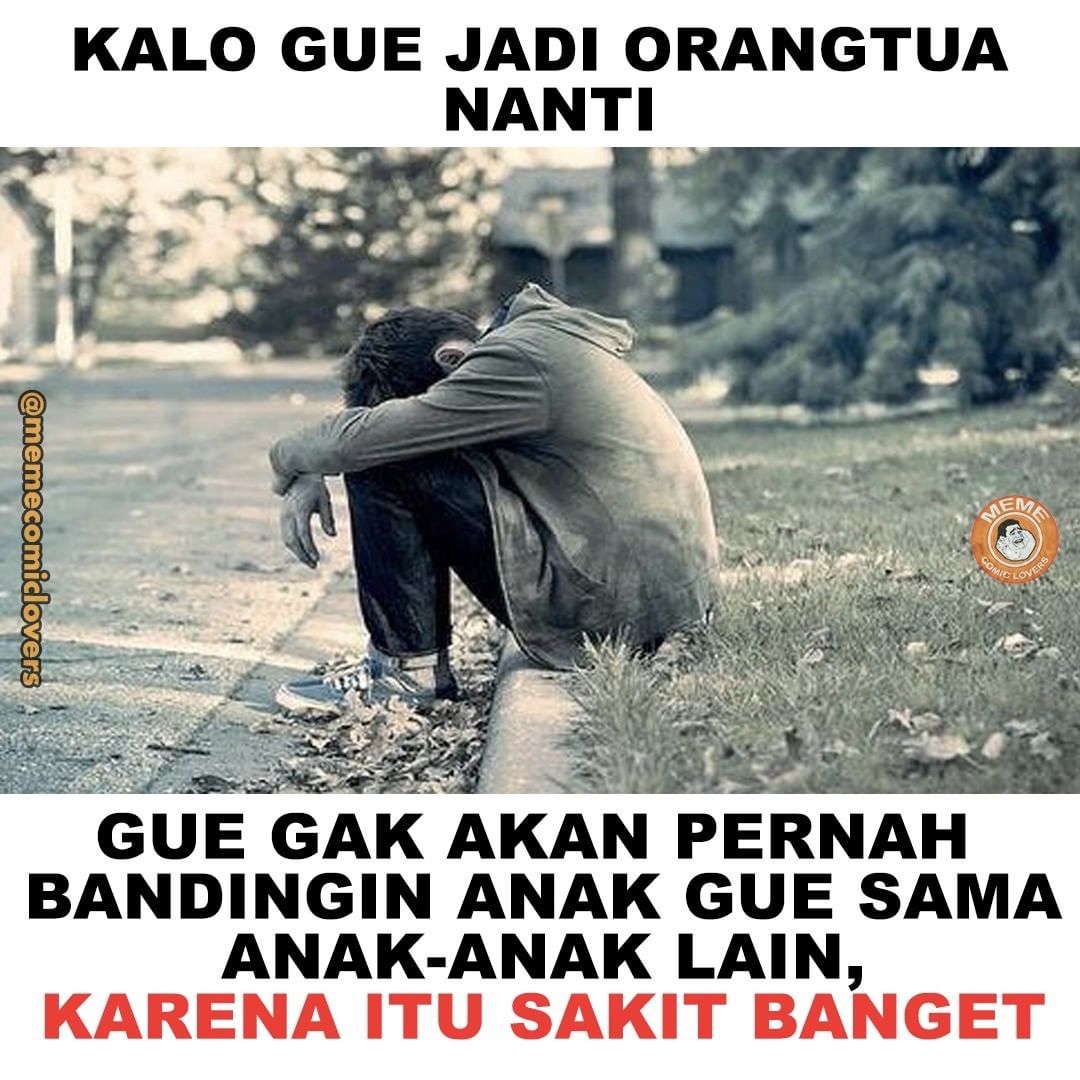 KALO GUE JADI ORANGTUA
NANTI
@memecomiclovers
MEME
COMIC LOVERS
GUE GAK AKAN PERNAH
BANDINGIN ANAK GUE SAMA
ANAK-ANAK LAIN,
KARENA ITU SAKIT BANGET